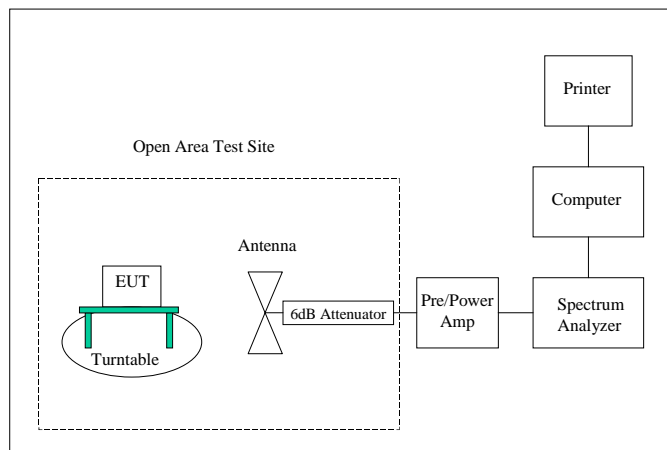 Printer
Open Area Test Site
Computer
Antenna
EUT
6dB Attenuator
Pre/Power
Amp
Spectrum
Analyzer
Turntable